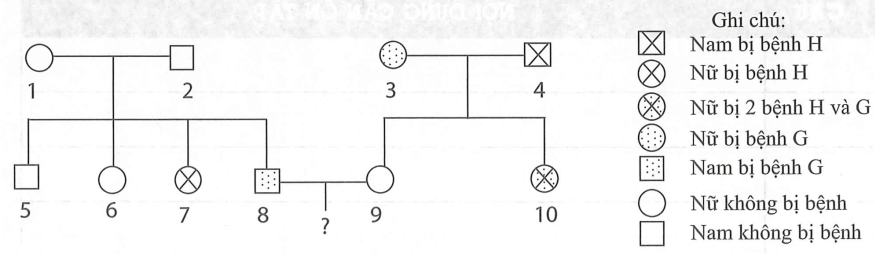 Ghi chú:
Nam bị bệnh H
Nữ bị bệnh H
Nữ bị 2 bệnh H và G
Nữ bị bệnh G
Nam bị bệnh G
Nữ không bị bệnh
Nam không bị bệnh
1 2 3 4
5 6 7 8 ? 9 10